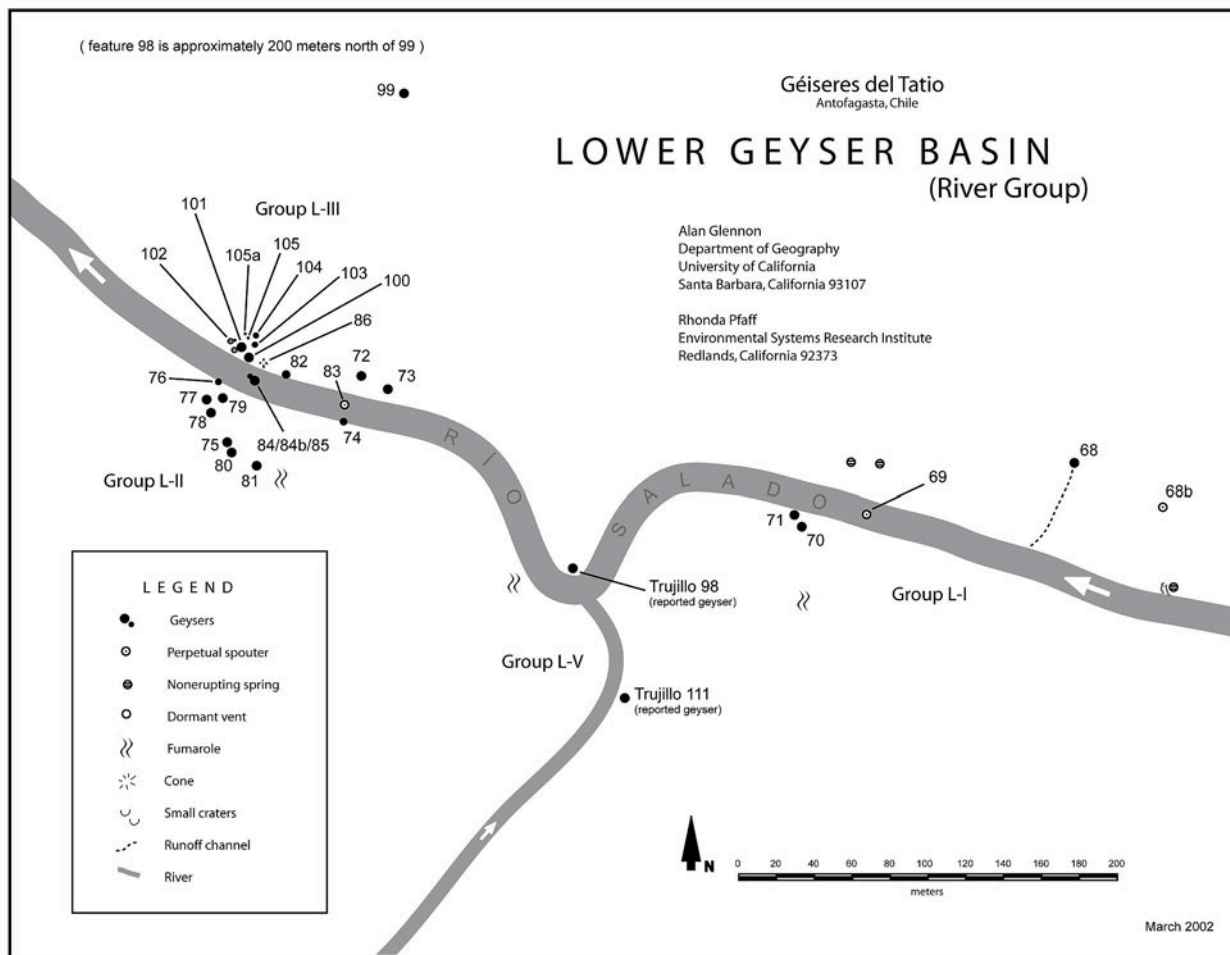 ( feature 98 is approximately 200 meters north of 99 )
Géiseres del Tatio
Antofagasta, Chile
LOWER GEYSER BASIN
(River Group)
Alan Glennon
Department of Geography
University of California
Santa Barbara, California 93107
Rhonda Pfaff
Environmental Systems Research Institute
Redlands, California 92373
99
Group L-III
101
102
105a
105
104
103
100
86
82
72
73
83
76
77
79
78
74
75
80
81
84/84b/85
Group L-II
RÍO SALADO
69
68
68b
71
70
Group L-I
Trujillo 98
(reported geyser)
Group L-V
Trujillo 111
(reported geyser)
LEGEND
Geysers
Perpetual spouter
Nonerupting spring
Dormant vent
Fumarole
Cone
Small craters
Runoff channel
River
N
0 20 40 60 80 100 120 140 160 180 200
meters
March 2002